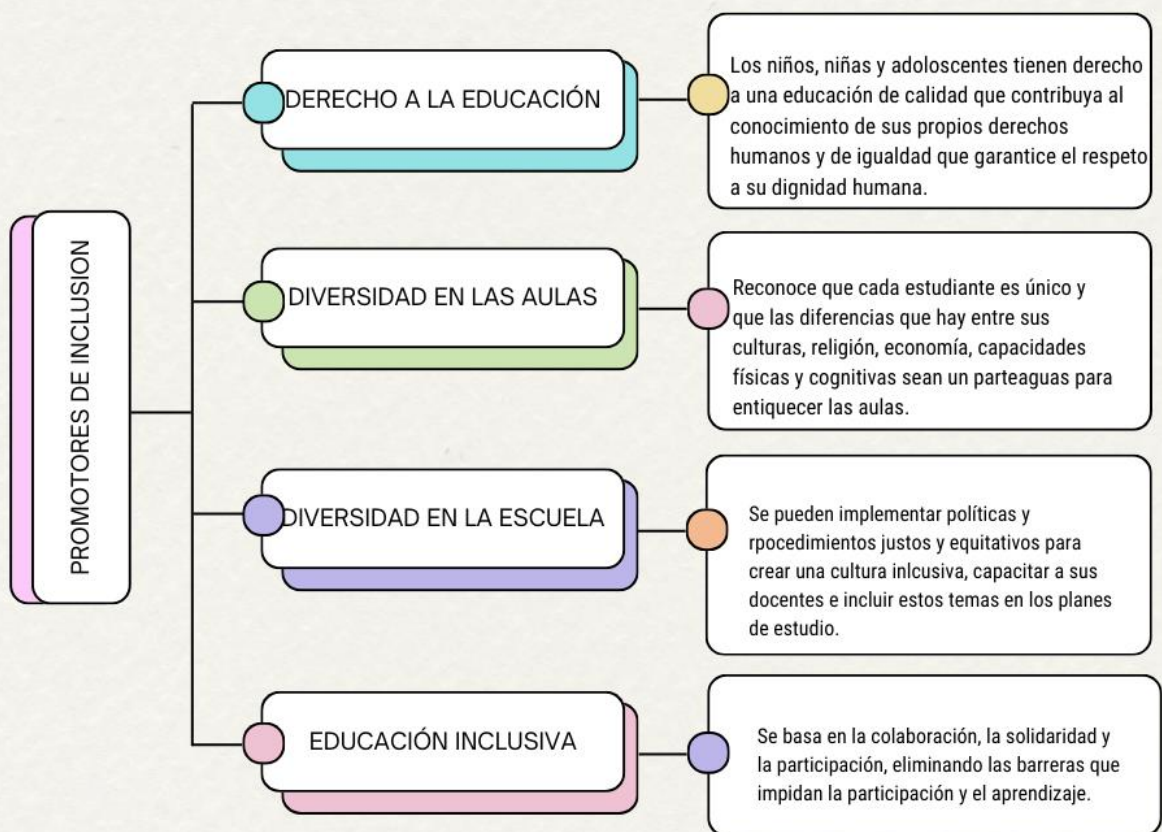 PROMOTORES DE INCLUSION
DERECHO A LA EDUCACIÓN
Los niños, niñas y adoloscentes tienen derecho
a una educación de calidad que contribuya al
conocimiento de sus propios derechos
humanos y de igualdad que garantice el respeto
a su dignidad humana.
DIVERSIDAD EN LAS AULAS
Reconoce que cada estudiante es único y
que las diferencias que hay entre sus
culturas, religión, economía, capacidades
físicas y cognitivas sean un parteaguas para
entiquecer las aulas.
DIVERSIDAD EN LA ESCUELA
Se pueden implementar políticas y
rpocedimientos justos y equitativos para
crear una cultura inlcusiva, capacitar a sus
docentes e incluir estos temas en los planes
de estudio.
EDUCACIÓN INCLUSIVA
Se basa en la colaboración, la solidaridad y
la participación, eliminando las barreras que
impidan la participación y el aprendizaje.